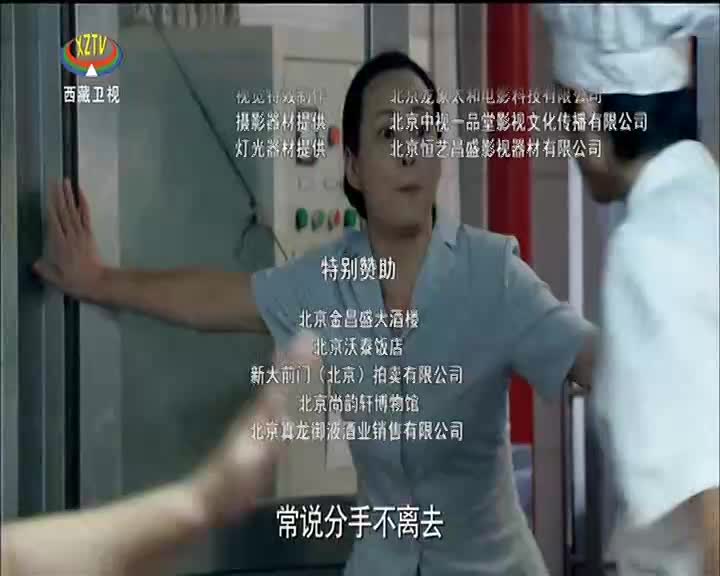 XZTV
西藏卫视
视觉特效制作 北京龙象太和电影科技有限公司
摄影器材提供 北京中视一品堂影视文化传播有限公司
灯光器材提供 北京恒艺昌盛影视器材有限公司
特别赞助
北京金昌盛大酒楼
北京沃泰饭店
新大前门（北京）拍卖有限公司
北京尚韵轩博物馆
北京真龙御液酒业销售有限公司
常说分手不离去